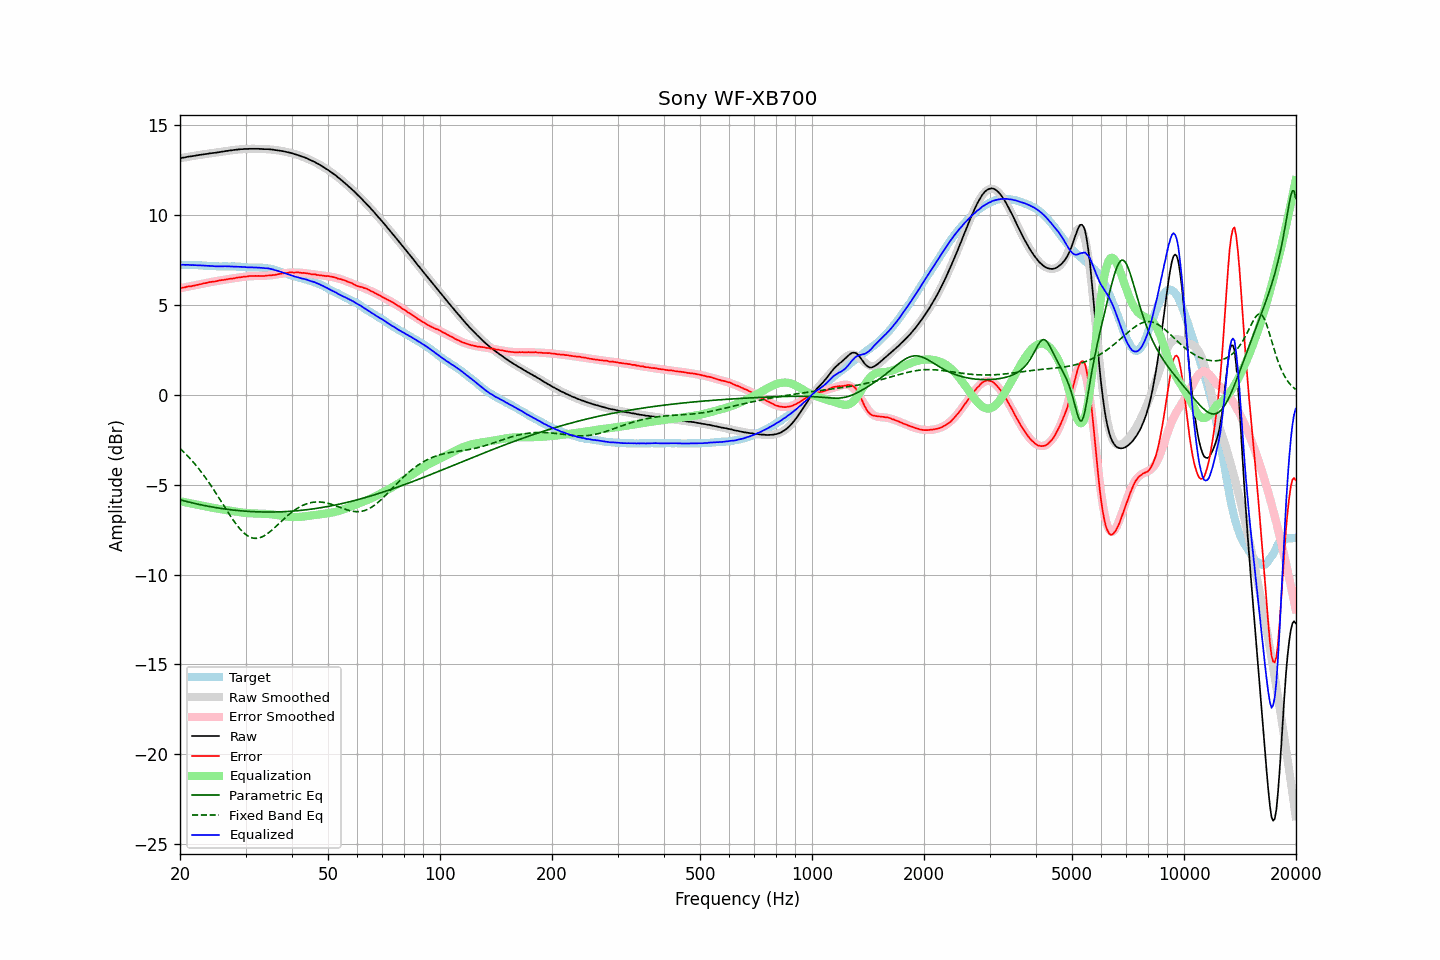 Sony WF-XB700
15
10
5
0
−5
−10
−15
−20
−25
Amplitude (dBr)
Target
Raw Smoothed
Error Smoothed
Raw
Error
Equalization
Parametric Eq
Fixed Band Eq
Equalized
20 50 100 200 500 1000 2000 5000 10000 20000
Frequency (Hz)